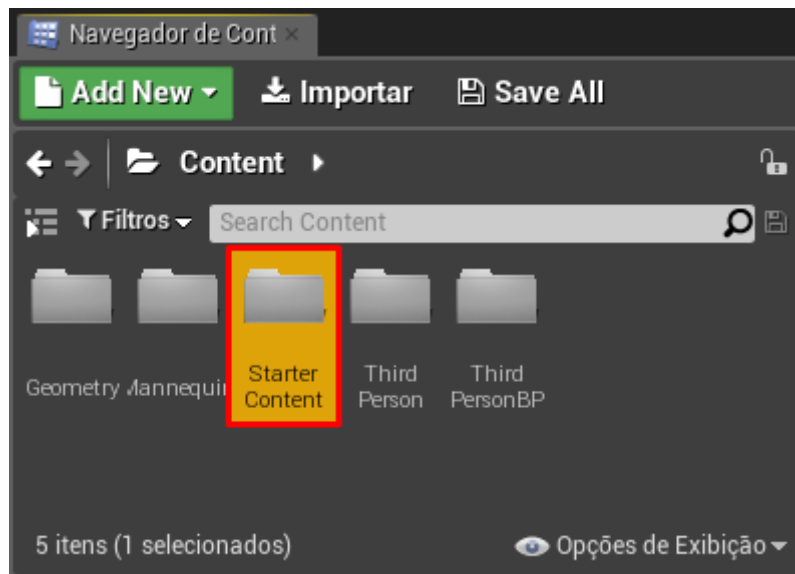 Navegador de Cont
Add New Importar Save All
Content
Filtros Search Content
Geometry Mannequin Starter Content Third Person Third PersonBP
5 itens (1 selecionados) Opções de Exibição